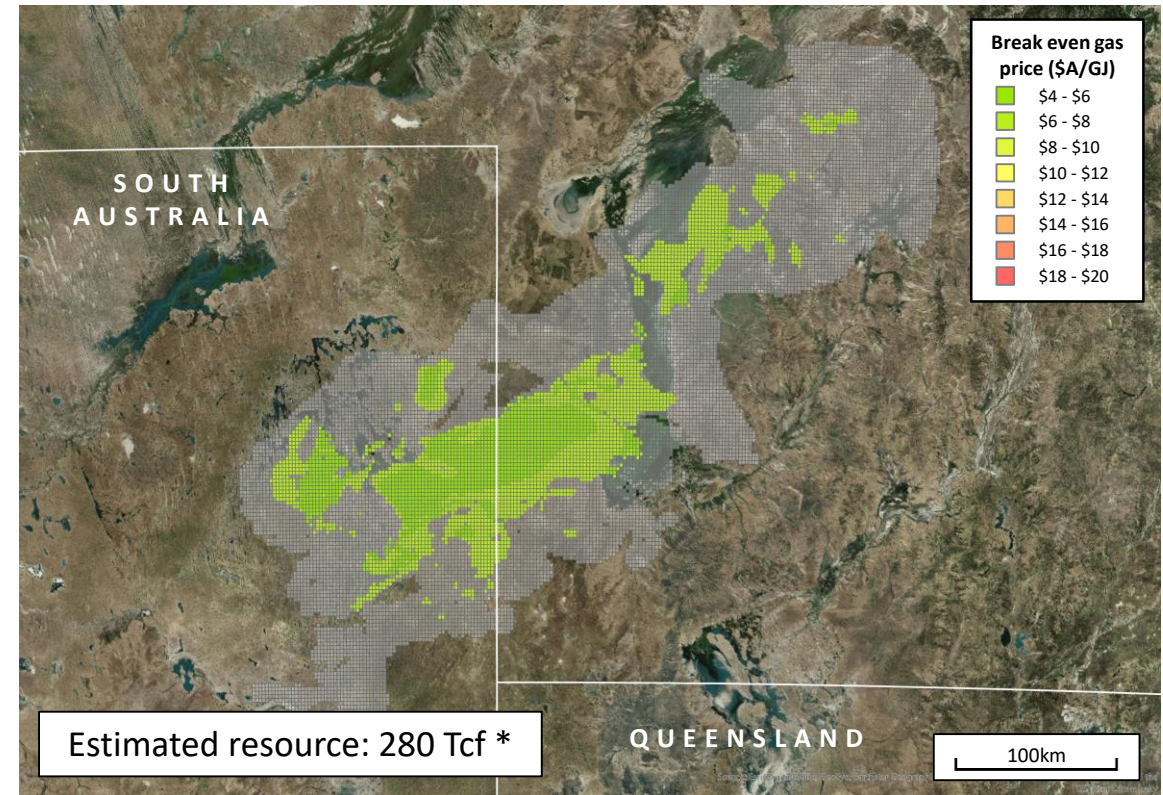 Break even gas
price ($A/GJ)
$4 - $6
$6 - $8
$8 - $10
$10 - $12
$12 - $14
$14 - $16
$16 - $18
$18 - $20
SOUTH
AUSTRALIA
Estimated resource: 280 Tcf *
QUEENSLAND
100km